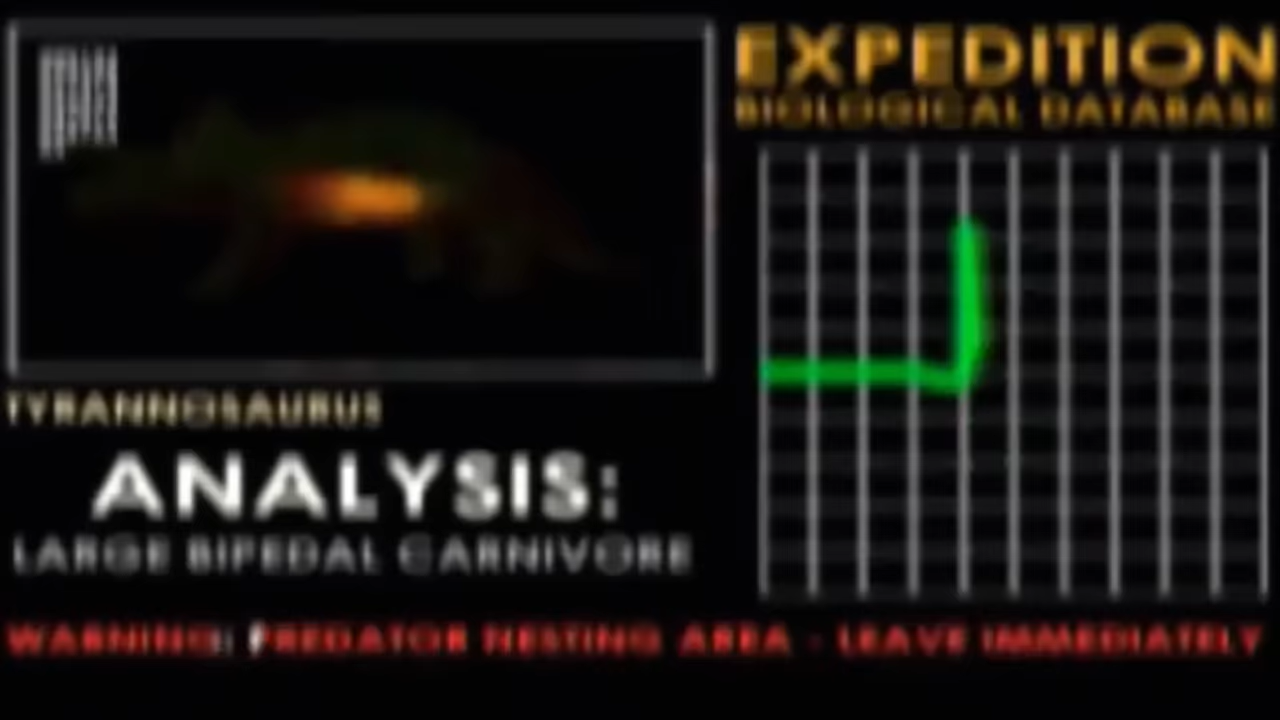 EXPEDITION
BIOLOGICAL DATABASE
TYRANNOSAURUS
ANALYSIS:
LARGE BIPEDAL CARNIVORE
WARNING: PREDATOR NESTING AREA - LEAVE IMMEDIATELY